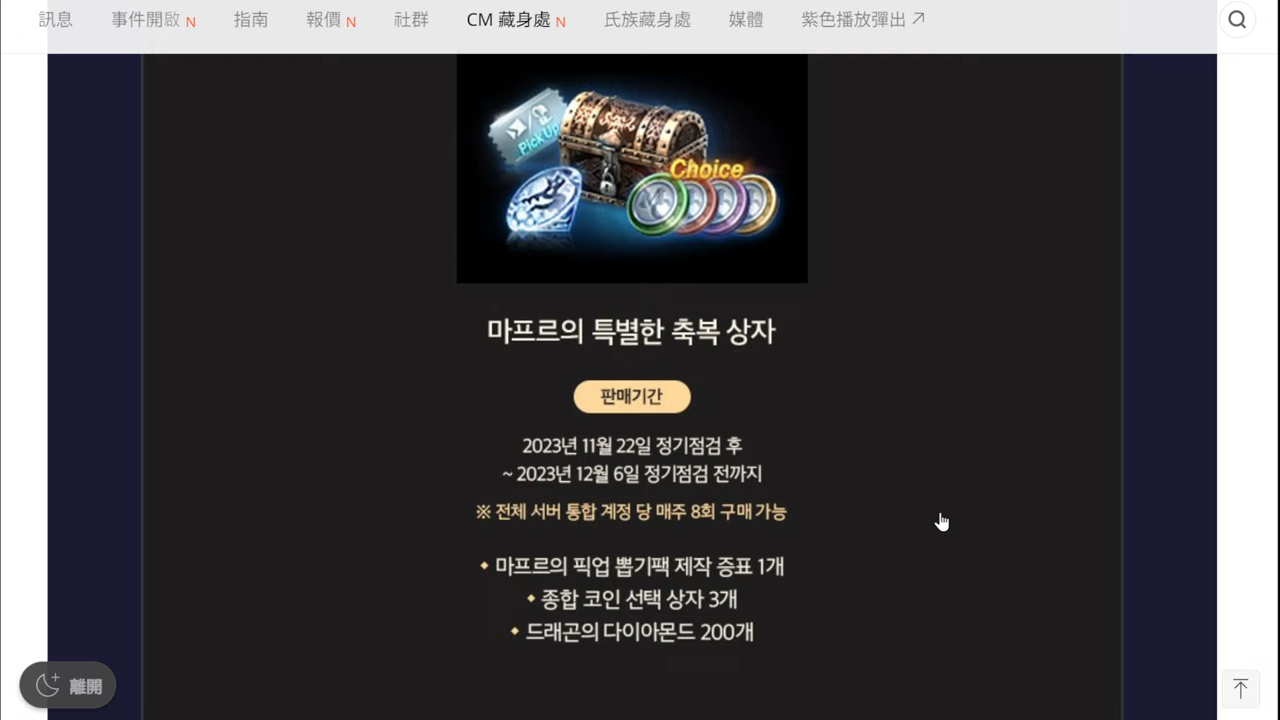 訊息 事件開啟 N 指南 報價 N 社群 CM 藏身處 N 氏族藏身處 媒體 紫色播放彈出 ↗
PickUp
Choice
마프르의 특별한 축복 상자
판매기간
2023년 11월 22일 정기점검 후
~ 2023년 12월 6일 정기점검 전까지
※ 전체 서버 통합 계정 당 매주 8회 구매 가능
◆ 마프르의 픽업 뽑기팩 제작 증표 1개
◆ 종합 코인 선택 상자 3개
◆ 드래곤의 다이아몬드 200개
離開